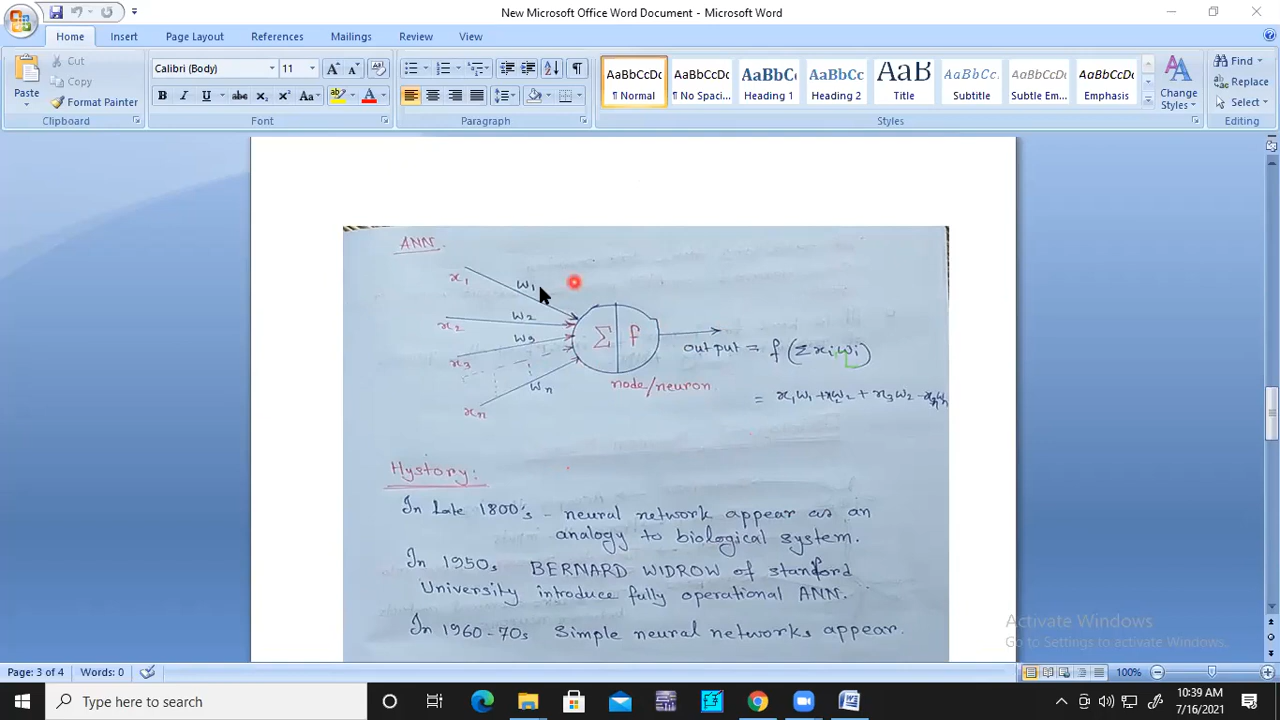 New Microsoft Office Word Document - Microsoft Word
Home Insert Page Layout References Mailings Review View
Paste
Cut
Copy
Format Painter
Clipboard
Calibri (Body) 11
Font
Paragraph
AaBbCcDc AaBbCcDc AaBbC AaBbCc AaB AaBbCc. AaBbCcDc AaBbCcDc
¶ Normal ¶ No Spaci... Heading 1 Heading 2 Title Subtitle Subtle Em... Emphasis
Styles
Change Styles
Find
Replace
Select
Editing
ANN.
x1 w1
x2 w2
x3
xn wn
Σ f
node/neuron
output = f (Σxiwi)
Hystory:
In Late 1800's - neural network appear as an
analogy to biological system.
In 1950s BERNARD WIDROW of stanford
University introduce fully operational ANN.
In 1960-70s Simple neural networks appear.
Activate Windows
Go to Settings to activate Windows.
Page: 3 of 4 Words: 0 100%
Type here to search
10:39 AM
7/16/2021